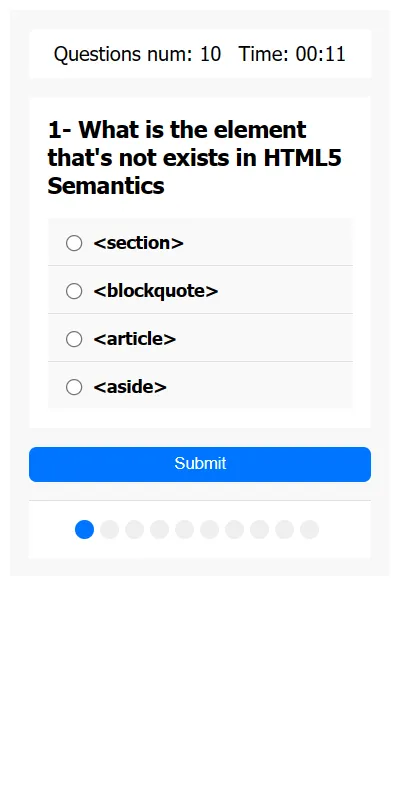 Questions num: 10 Time: 00:11
1- What is the element
that's not exists in HTML5
Semantics
<section>
<blockquote>
<article>
<aside>
Submit